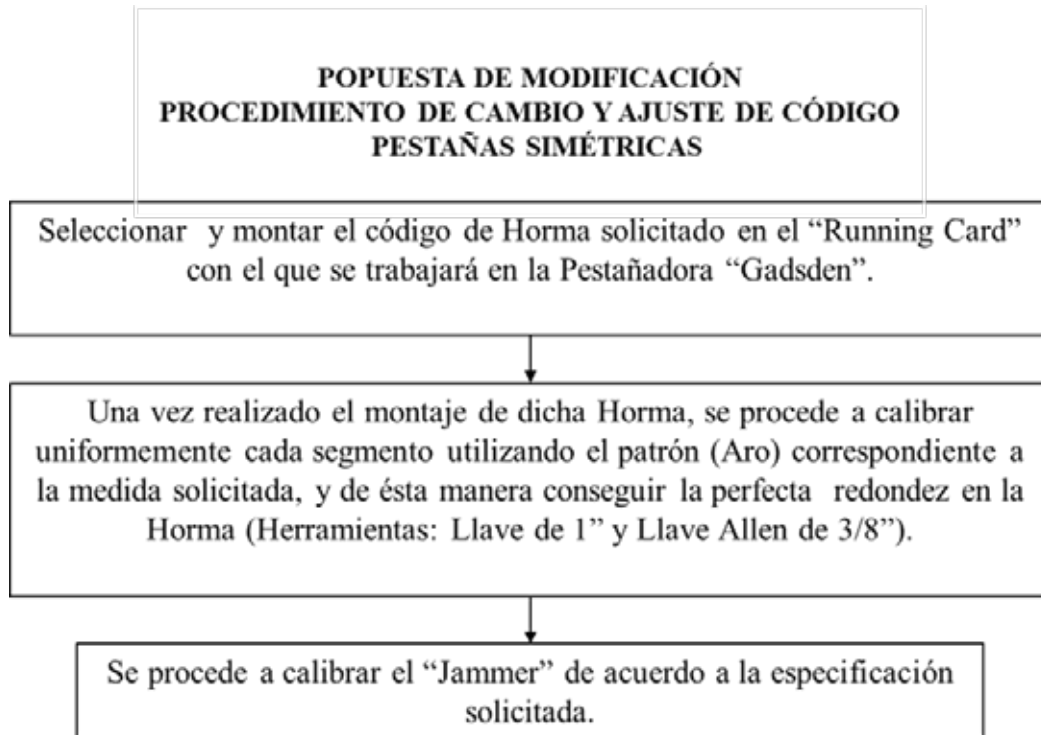 POPUESTA DE MODIFICACIÓN
PROCEDIMIENTO DE CAMBIO Y AJUSTE DE CÓDIGO
PESTAÑAS SIMÉTRICAS
Seleccionar y montar el código de Horma solicitado en el “Running Card”
con el que se trabajará en la Pestañadora “Gadsden”.
Una vez realizado el montaje de dicha Horma, se procede a calibrar
uniformemente cada segmento utilizando el patrón (Aro) correspondiente a
la medida solicitada, y de ésta manera conseguir la perfecta redondez en la
Horma (Herramientas: Llave de 1” y Llave Allen de 3/8”).
Se procede a calibrar el “Jammer” de acuerdo a la especificación
solicitada.